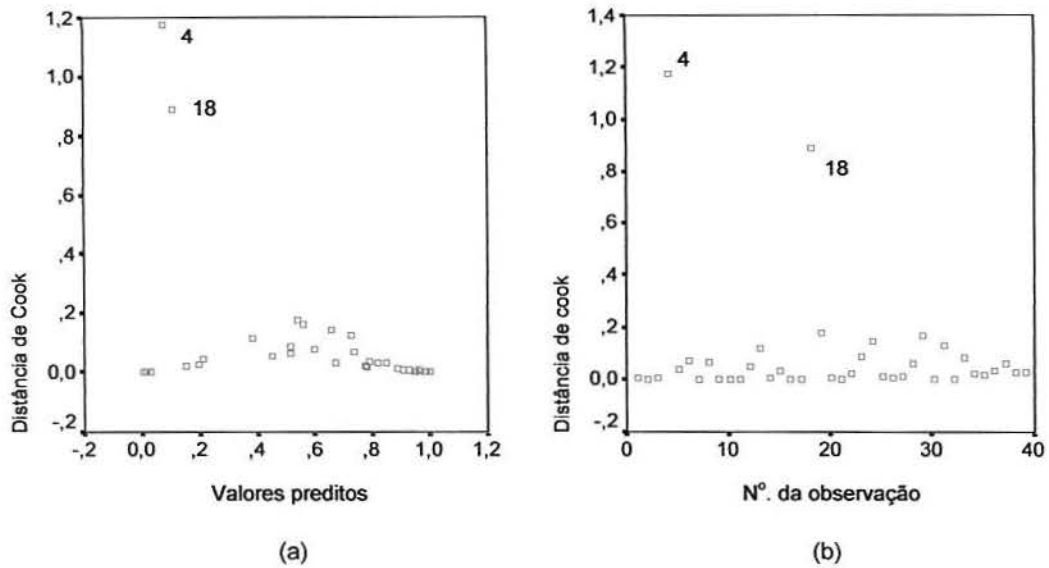 1,2
1,0
,8
,6
,4
,2
0,0
-,2
4
18
Distância de Cook
-,2 0,0 ,2 ,4 ,6 ,8 1,0 1,2
Valores preditos
(a)
1,4
1,2
1,0
,8
,6
,4
,2
0,0
-,2
4
18
Distância de cook
0 10 20 30 40
Nº. da observação
(b)